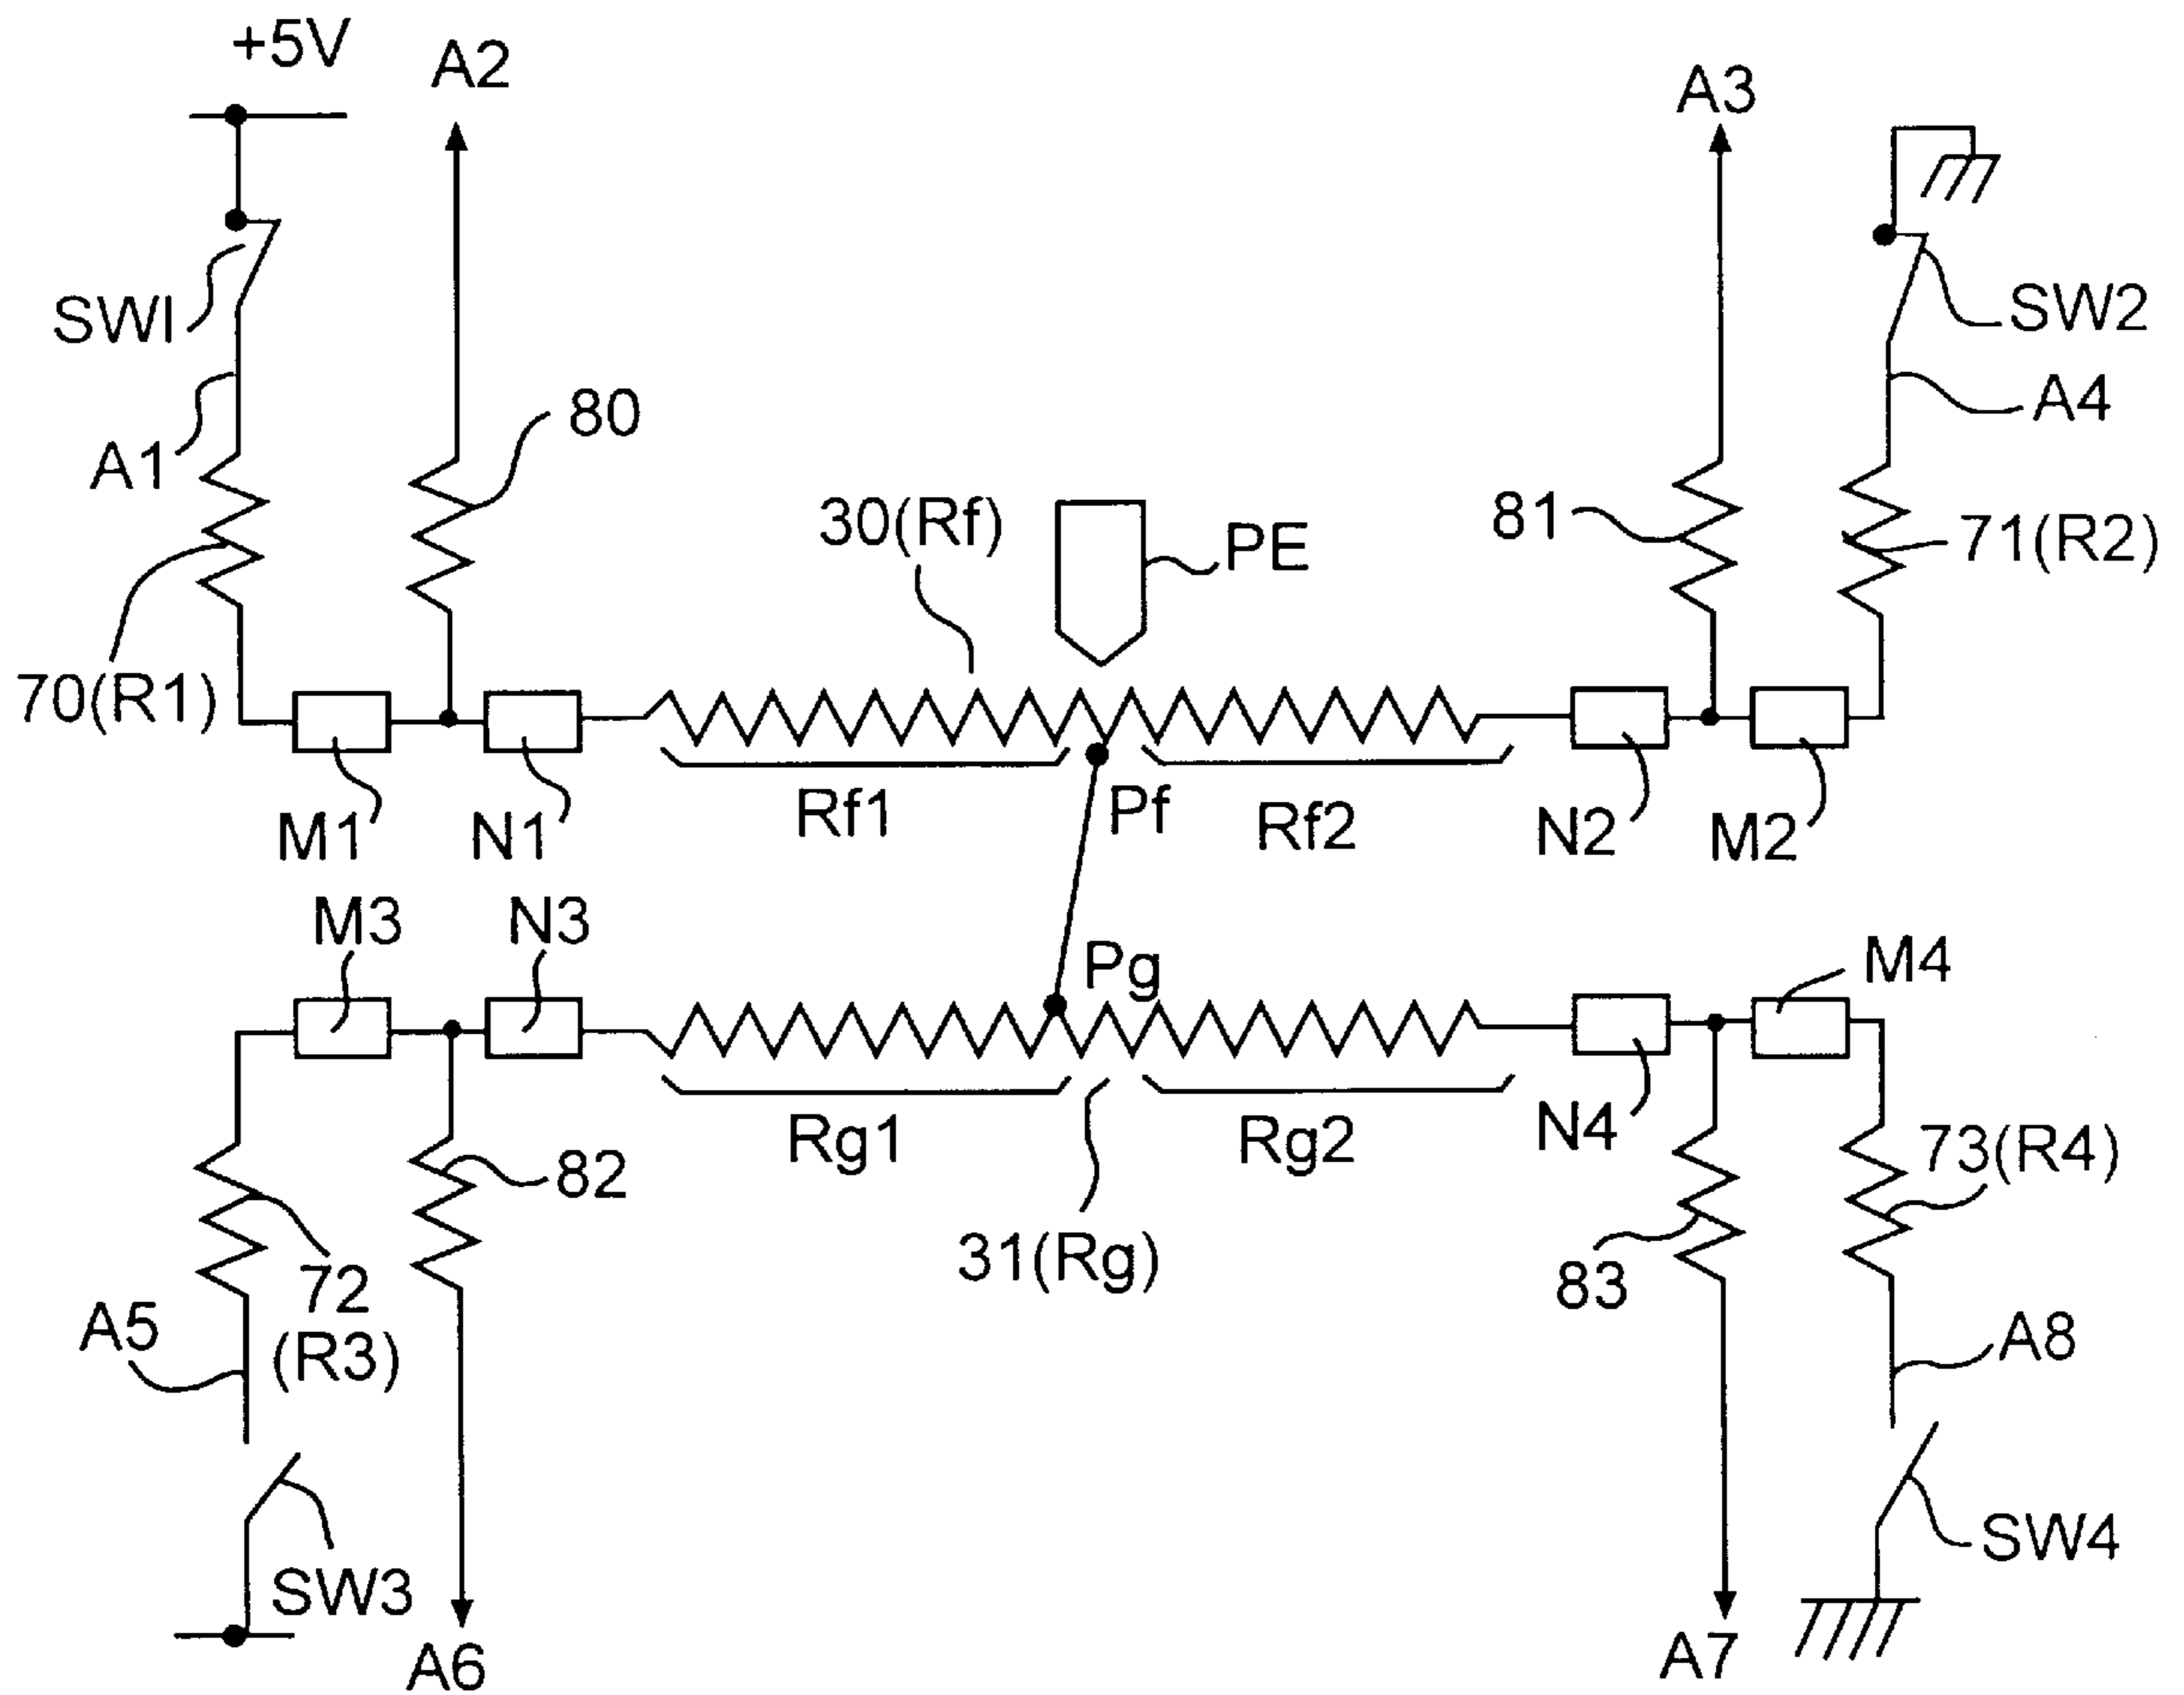 +5V
A2
A3
SWI
SW2
A1
A4
80
30(Rf)
PE
81
71(R2)
70(R1)
M1
N1
Rf1
Pf
Rf2
N2
M2
M3
N3
Pg
M4
Rg1
Rg2
N4
82
73(R4)
31(Rg)
72
(R3)
83
A5
A8
SW3
SW4
A6
A7